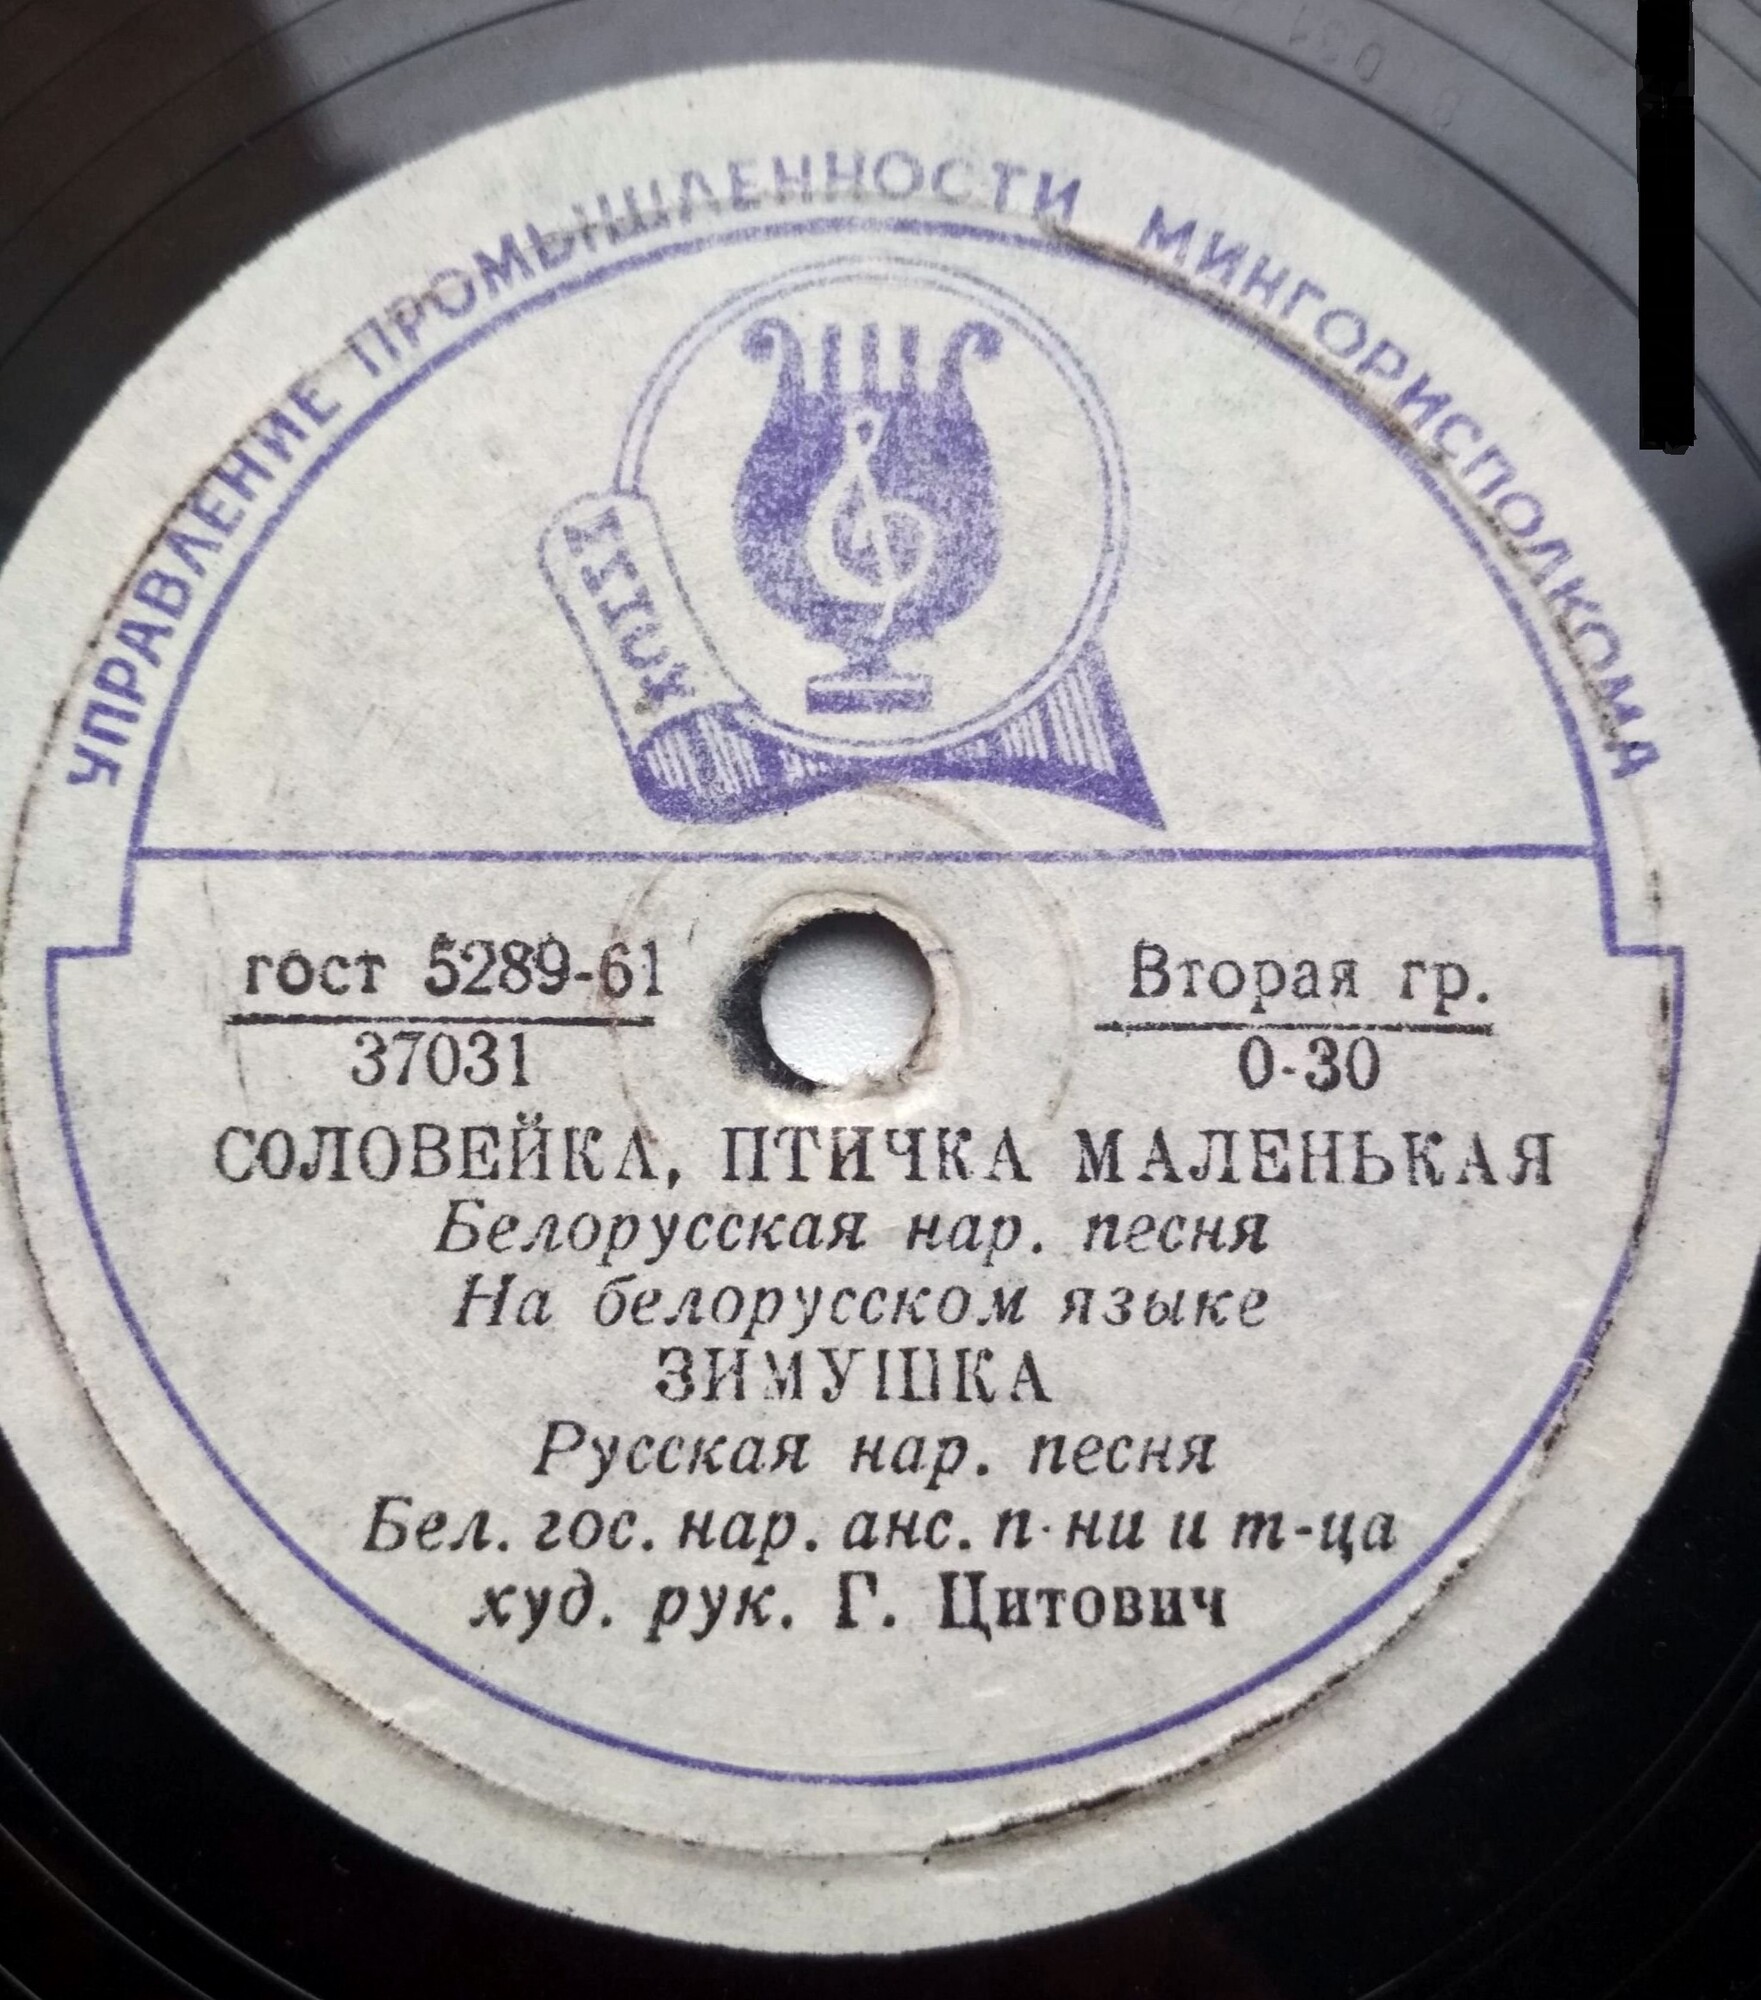 УПРАВЛЕНИЕ ПРОМЫШЛЕННОСТИ МИНГОРИСПОЛКОМА
гост 5289-61
37031
Вторая гр.
0-30
СОЛОВЕЙКА, ПТИЧКА МАЛЕНЬКАЯ
Белорусская нар. песня
На белорусском языке
ЗИМУШКА
Русская нар. песня
Бел. гос. нар. анс. п-ни и т-ца
худ. рук. Г. Цитович